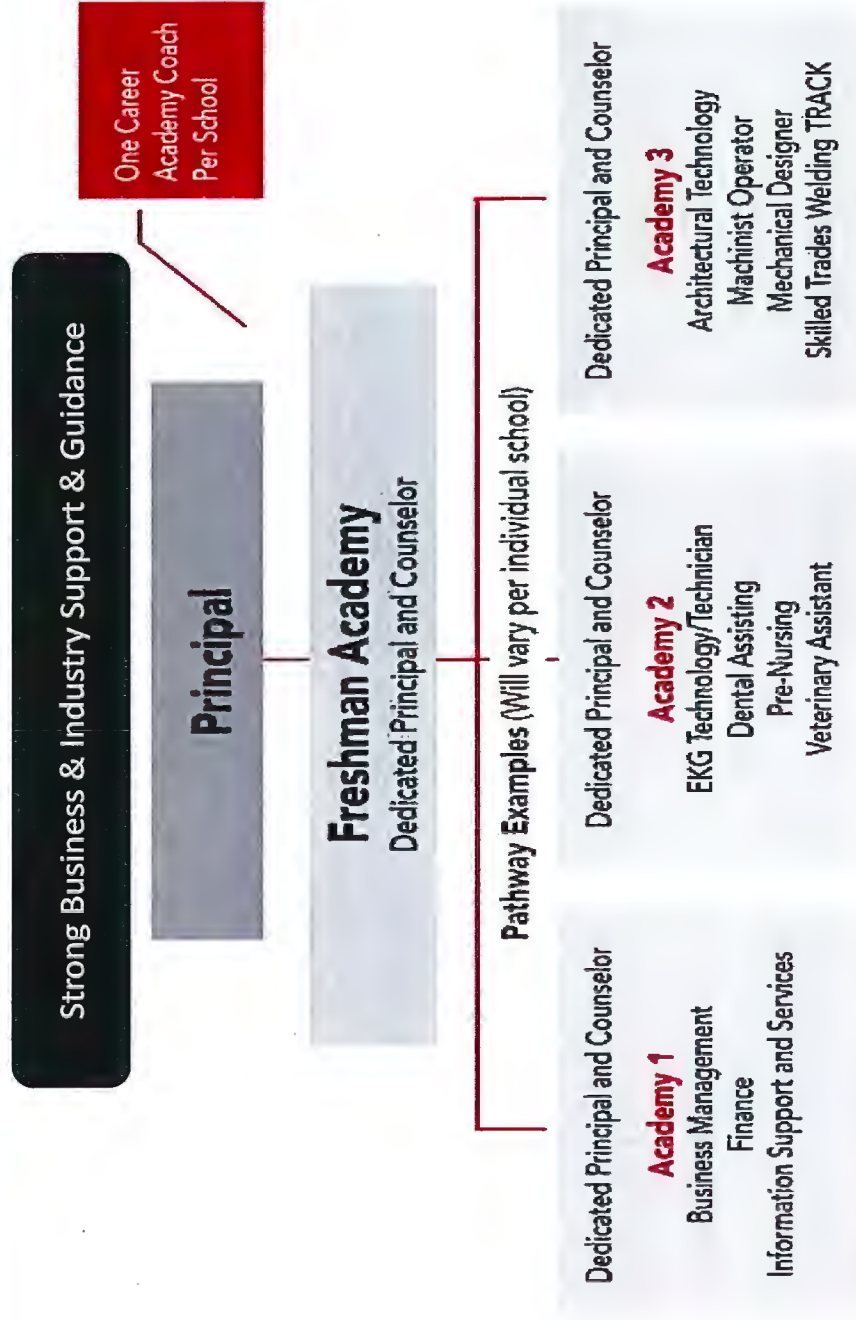 Strong Business & Industry Support & Guidance
One Career
Academy Coach
Per School
Principal
Freshman Academy
Dedicated Principal and Counselor
Pathway Examples (Will vary per individual school)
Dedicated Principal and Counselor
Academy 1
Business Management
Finance
Information Support and Services
Dedicated Principal and Counselor
Academy 2
EKG Technology/Technician
Dental Assisting
Pre-Nursing
Veterinary Assistant
Dedicated Principal and Counselor
Academy 3
Architectural Technology
Machinist Operator
Mechanical Designer
Skilled Trades Welding TRACK